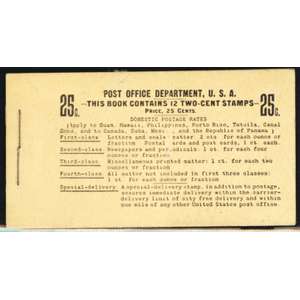 POST OFFICE DEPARTMENT, U. S. A.
25c. THIS BOOK CONTAINS 12 TWO-CENT STAMPS 25c.
PRICE, 25 CENTS.
DOMESTIC POSTAGE RATES
(Apply to Guam, Hawaii, Philippines, Porto Rico, Tutuila, Canal
Zone, and to Canada, Cuba, Mexi , and the Republic of Panama)
First-class Letters and sealed matter 2 cts. for each ounce or
fraction Postal cards and post cards, 1 ct. each.
Second-class Newspapers and periodicals: 1 ct. for each four
ounces or fraction
Third-class Miscellaneous printed matter: 1 ct. for each two
ounces or fraction
Fourth-class All matter not included in first three classes:
1 ct. for each ounce or fraction
Special-delivery A special-delivery stamp, in addition to postage,
secures immediate delivery within the carrier-
delivery limit of city free delivery and within
one mile of any other United States post office.